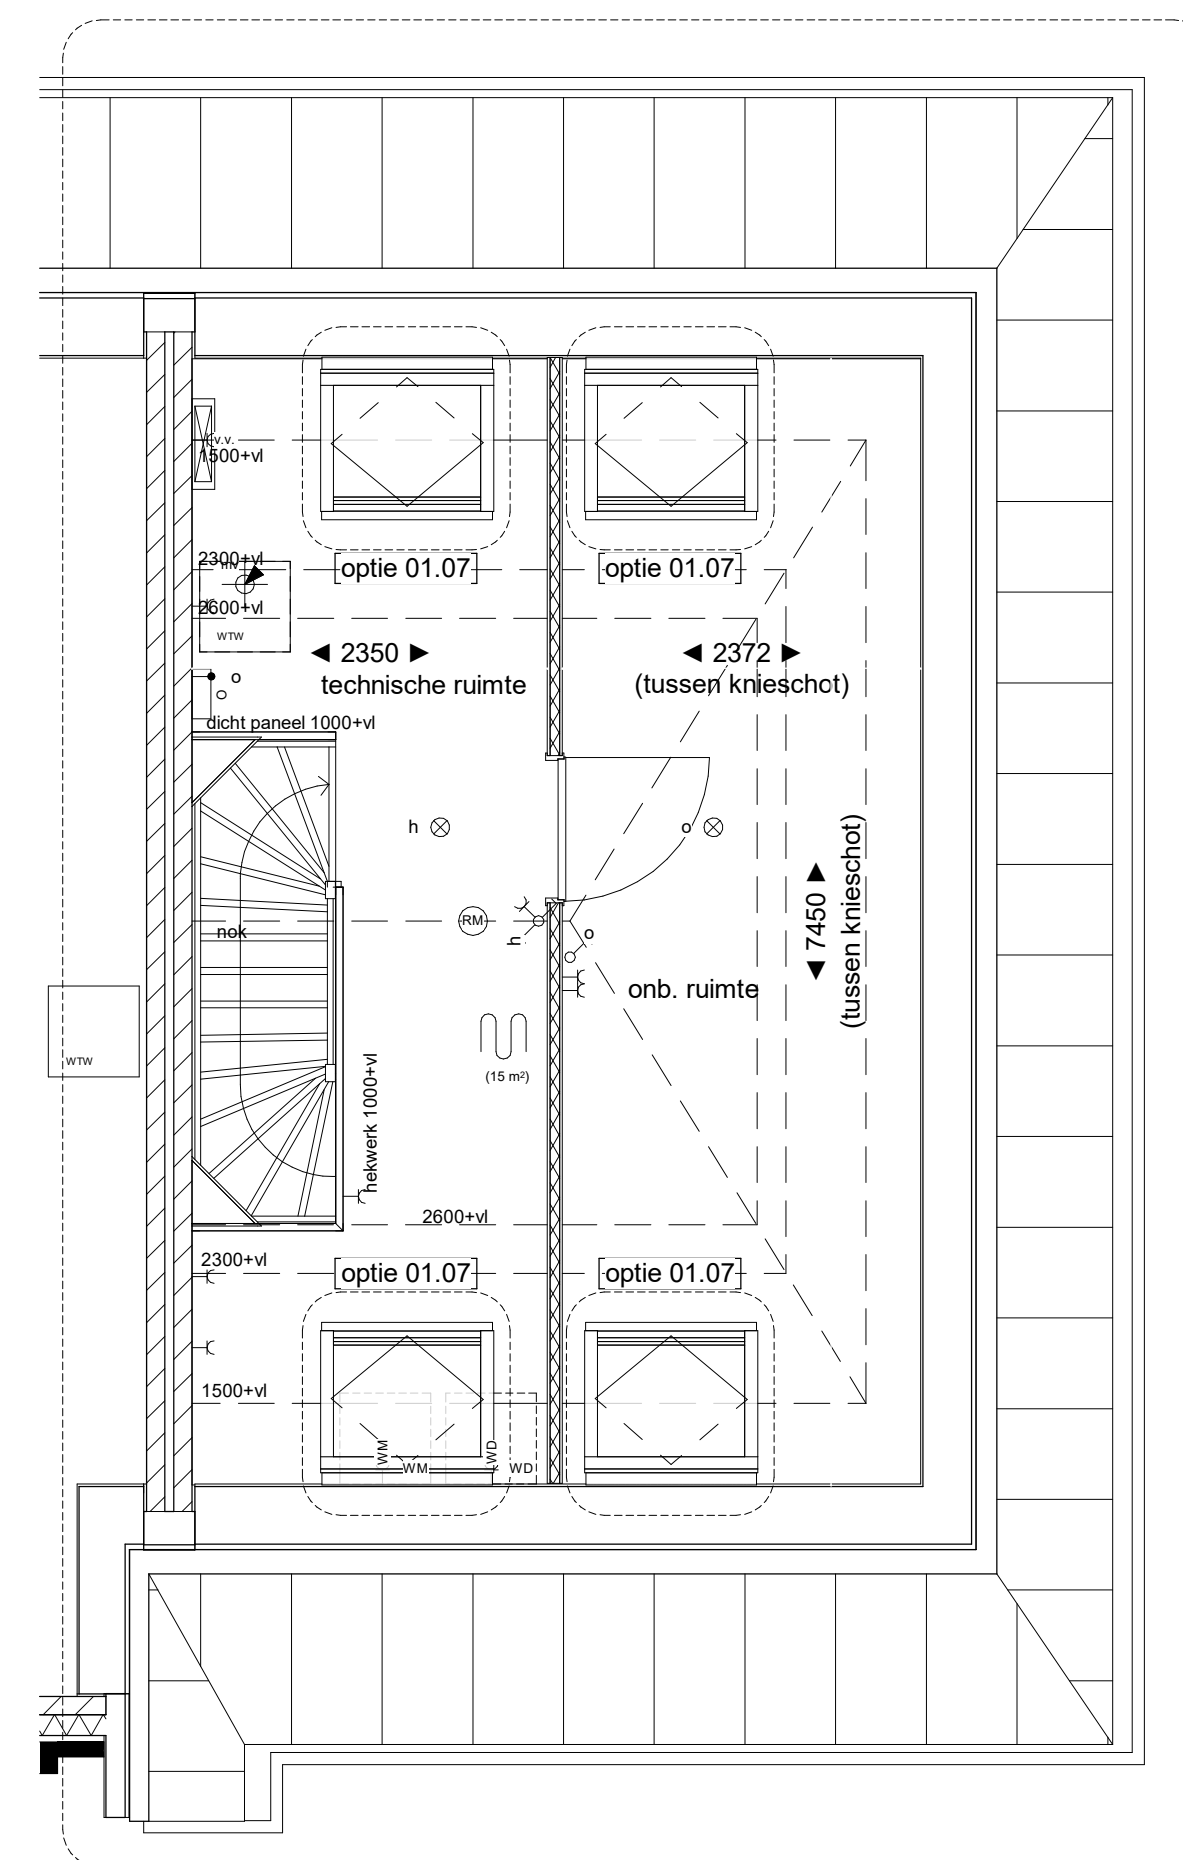 v.v.
1500+vl
2300+vl
optie 01.07
optie 01.07
2600+vl
WTW
◄ 2350 ►
technische ruimte
◄ 2372 ►
(tussen knieschot)
o
o
dicht paneel 1000+vl
h
o
◄ 7450 ►
(tussen knieschot)
nok
RM
h
o
onb. ruimte
WTW
(15 m²)
hekwerk 1000+vl
2600+vl
2300+vl
optie 01.07
optie 01.07
1500+vl
WM
WD
WM
WD